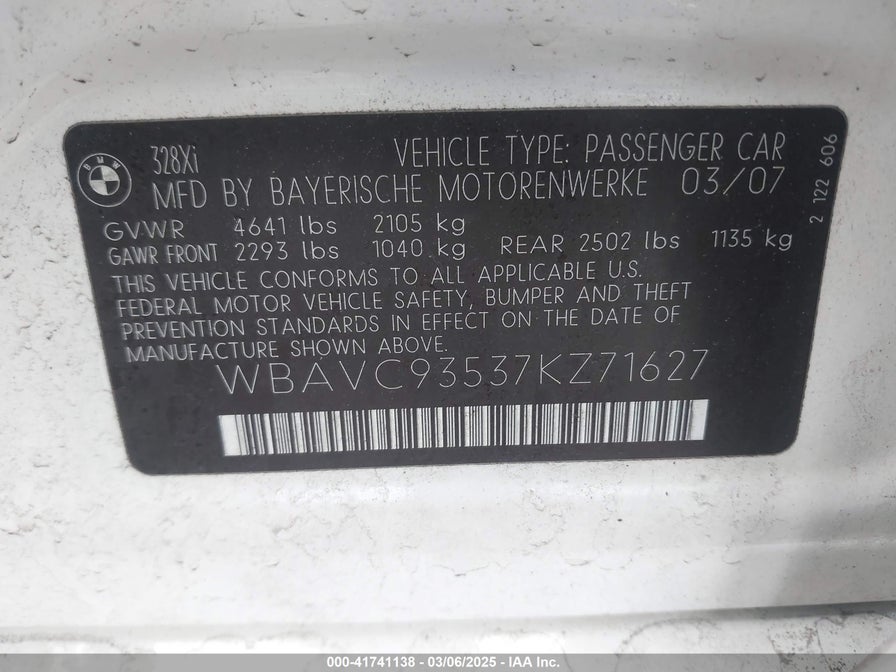 BMW
328Xi
VEHICLE TYPE: PASSENGER CAR
MFD BY BAYERISCHE MOTORENWERKE 03/07
GVWR 4641 lbs 2105 kg
GAWR FRONT 2293 lbs 1040 kg REAR 2502 lbs 1135 kg
THIS VEHICLE CONFORMS TO ALL APPLICABLE U.S.
FEDERAL MOTOR VEHICLE SAFETY, BUMPER AND THEFT
PREVENTION STANDARDS IN EFFECT ON THE DATE OF
MANUFACTURE SHOWN ABOVE.
WBAVC93537KZ71627
2 122 606
000-41741138 - 03/06/2025 - IAA Inc.